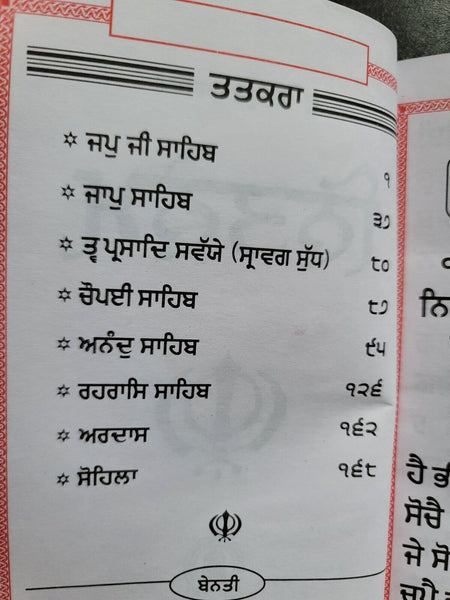 ਤਤਕਰਾ
✡ ਜਪੁ ਜੀ ਸਾਹਿਬ ੧
✡ ਜਾਪੁ ਸਾਹਿਬ ੩੭
✡ ਤ੍ਵ ਪ੍ਰਸਾਦਿ ਸਵੱਯੇ (ਸ੍ਰਾਵਗ ਸੁੱਧ) ੮੦
✡ ਚੌਪਈ ਸਾਹਿਬ ੮੭
✡ ਅਨੰਦੁ ਸਾਹਿਬ ੯੫
✡ ਰਹਰਾਸਿ ਸਾਹਿਬ ੧੨੬
✡ ਅਰਦਾਸ ੧੬੨
✡ ਸੋਹਿਲਾ ੧੬੮
ਬੇਨਤੀ
ਹੈ ਭੀ
ਸੋਚੈ
ਜੇ ਸੋ